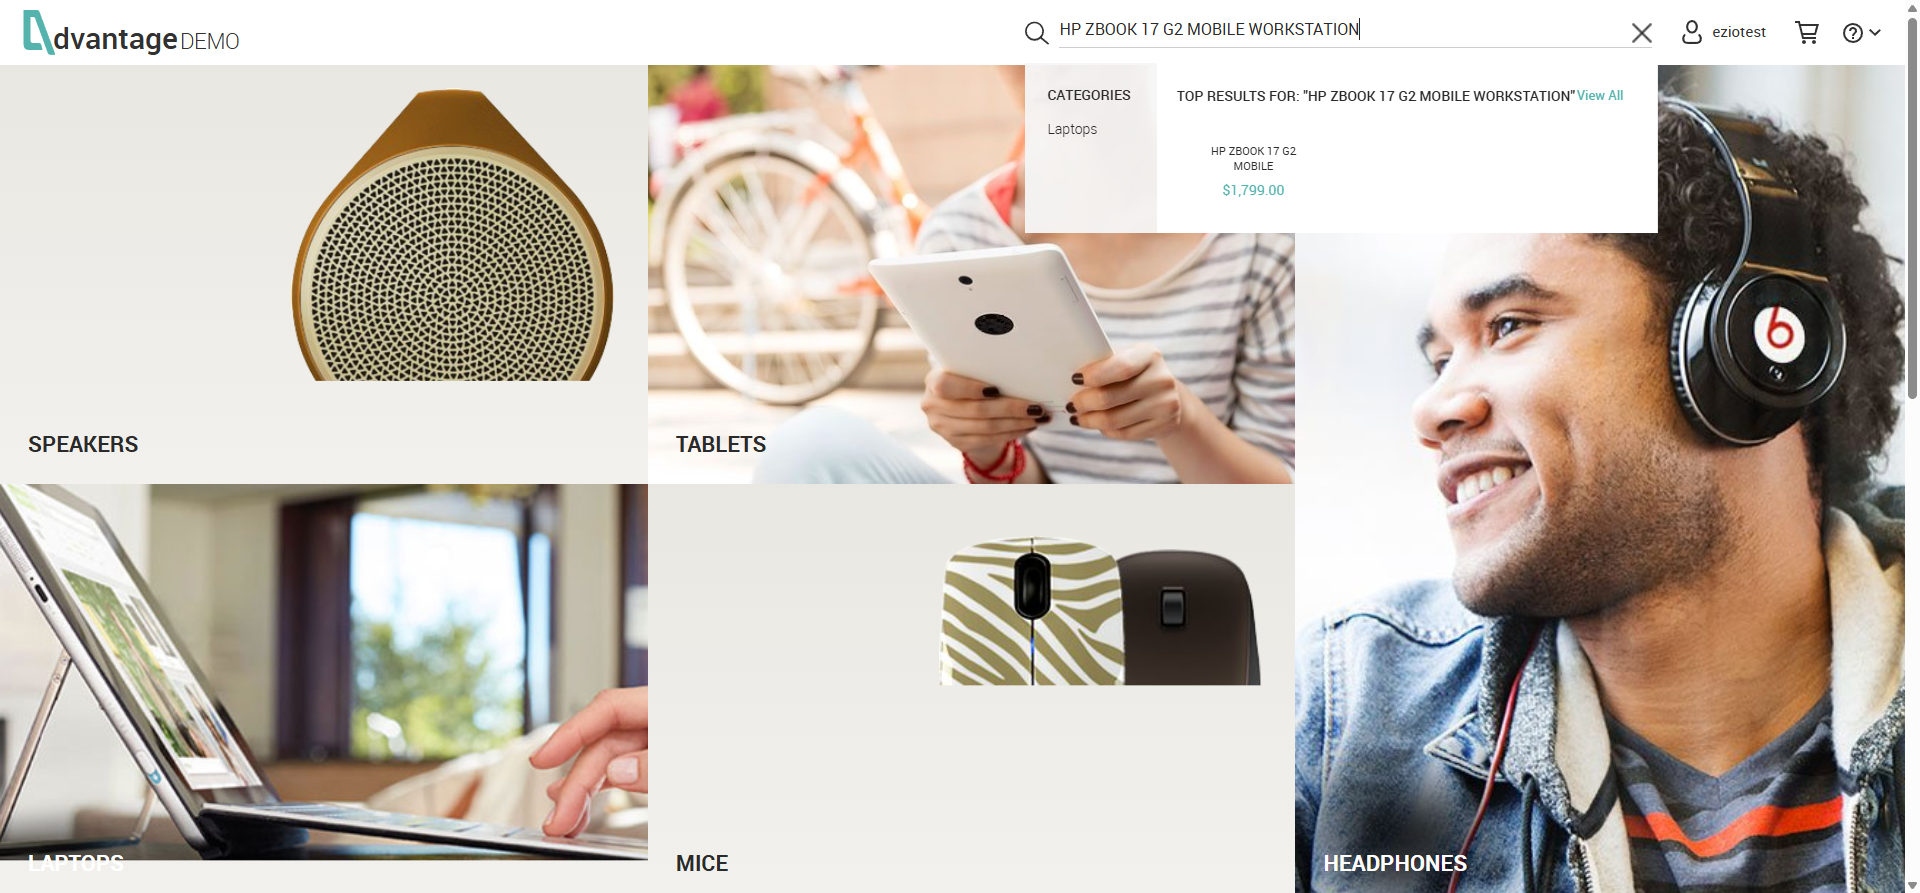 dvantage DEMO
HP ZBOOK 17 G2 MOBILE WORKSTATION
eziotest
CATEGORIES
Laptops
TOP RESULTS FOR: "HP ZBOOK 17 G2 MOBILE WORKSTATION" View All
HP ZBOOK 17 G2
MOBILE
$1,799.00
SPEAKERS
TABLETS
LAPTOPS
MICE
HEADPHONES